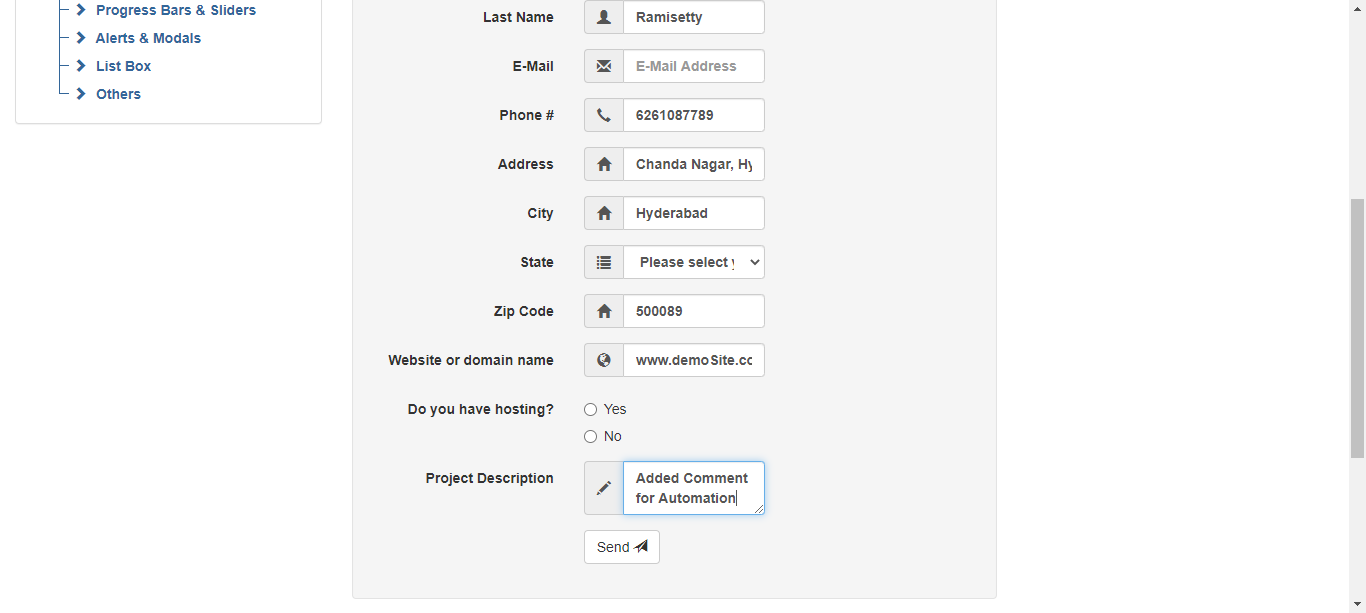 Progress Bars & Sliders
Alerts & Modals
List Box
Others
Last Name Ramisetty
E-Mail E-Mail Address
Phone # 6261087789
Address Chanda Nagar, Hy
City Hyderabad
State Please select y
Zip Code 500089
Website or domain name www.demoSite.cc
Do you have hosting? Yes
No
Project Description Added Comment
for Automation
Send